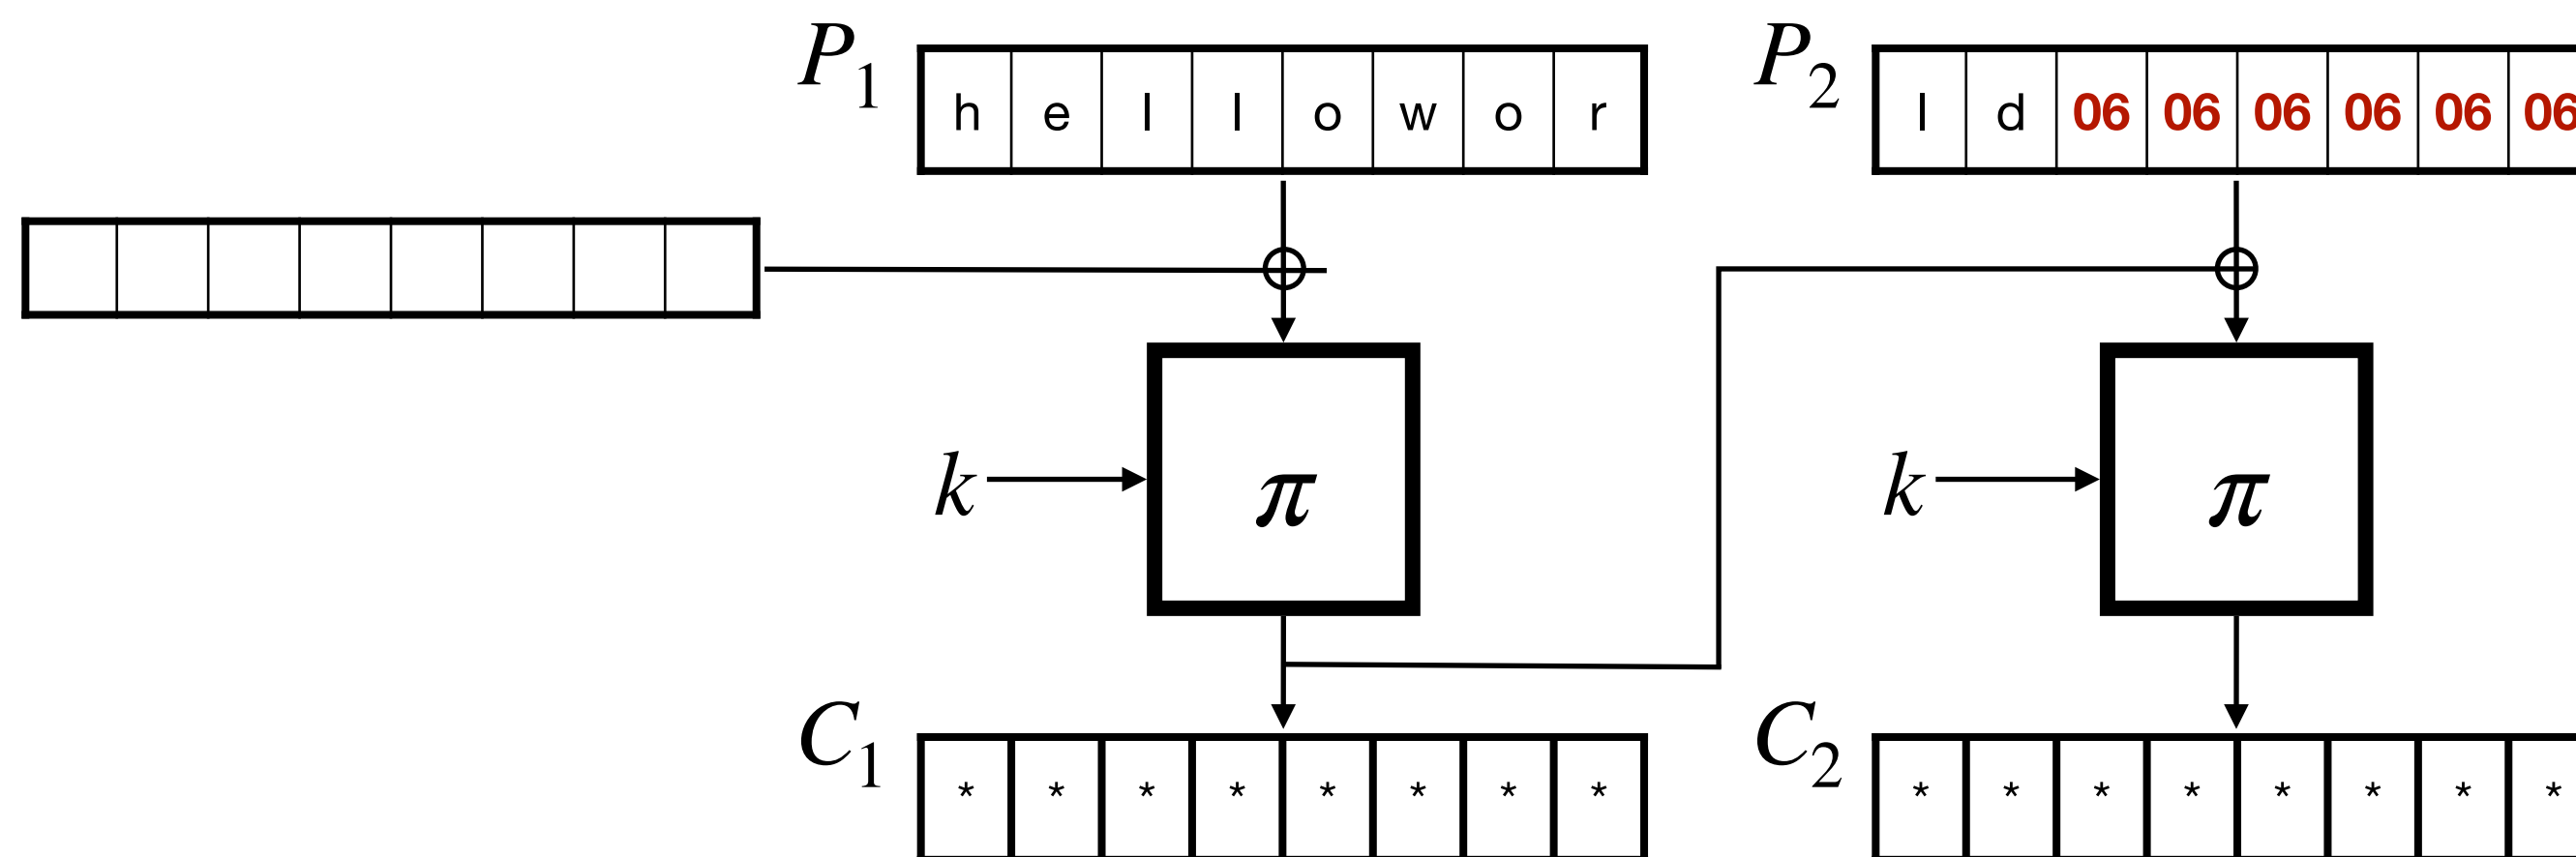 P1 h e l l o w o r P2 l d 06 06 06 06 06 06
k π k π
C1 * * * * * * * * C2 * * * * * * * *